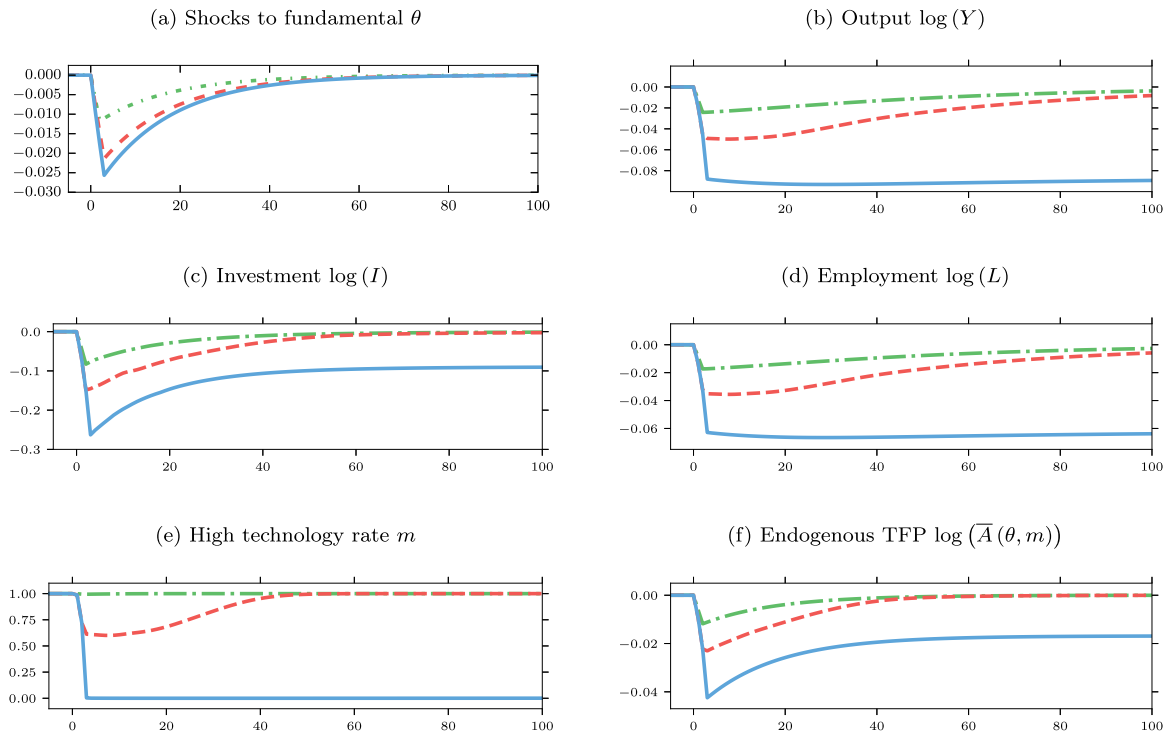 (a) Shocks to fundamental θ
0.000
−0.005
−0.010
−0.015
−0.020
−0.025
−0.030
0 20 40 60 80 100
(b) Output log (Y)
0.00
−0.02
−0.04
−0.06
−0.08
0 20 40 60 80 100
(c) Investment log (I)
0.0
−0.1
−0.2
−0.3
0 20 40 60 80 100
(d) Employment log (L)
0.00
−0.02
−0.04
−0.06
0 20 40 60 80 100
(e) High technology rate m
1.00
0.75
0.50
0.25
0.00
0 20 40 60 80 100
(f) Endogenous TFP log (A̅ (θ, m))
0.00
−0.02
−0.04
0 20 40 60 80 100